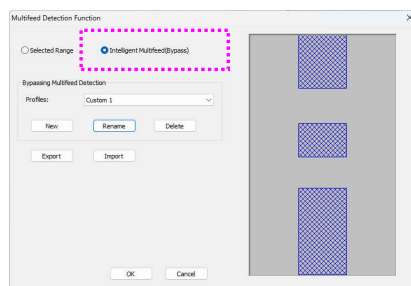 Multifeed Detection Function
Selected Range
Intelligent Multifeed(Bypass)
Bypassing Multifeed Detection
Profiles:
Custom 1
New
Rename
Delete
Export
Import
OK
Cancel